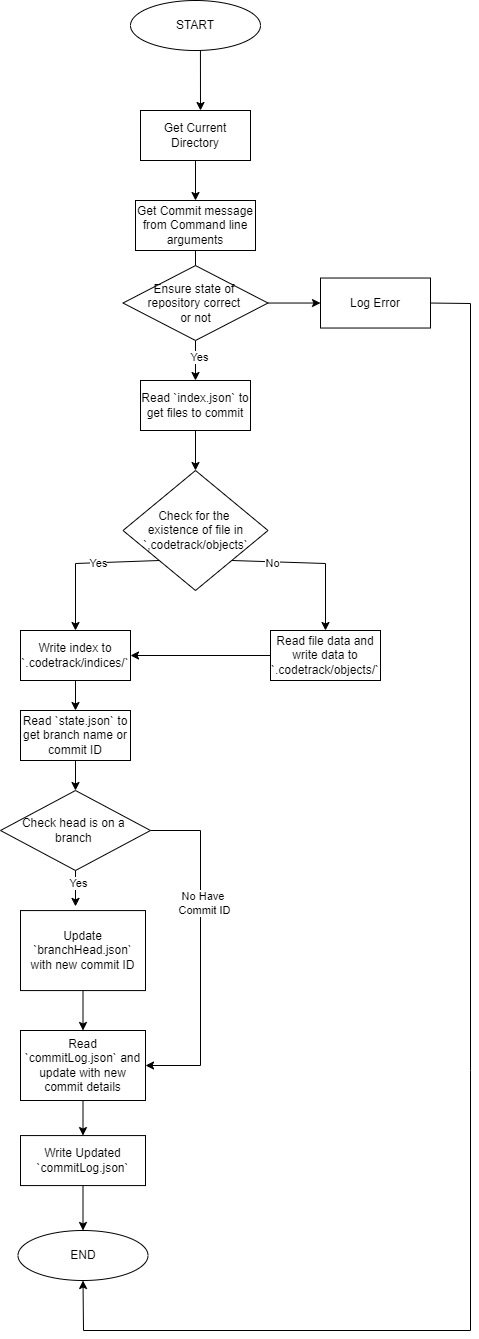 START
Get Current
Directory
Get Commit message
from Command line
arguments
Ensure state of
repository correct
or not
Log Error
Yes
Read `index.json` to
get files to commit
Check for the
existence of file in
`.codetrack/objects`
Yes
No
Write index to
`.codetrack/indices/`
Read file data and
write data to
`.codetrack/objects/`
Read `state.json` to
get branch name or
commit ID
Check head is on a
branch
Yes
No Have
Commit ID
Update
`branchHead.json`
with new commit ID
Read
`commitLog.json` and
update with new
commit details
Write Updated
`commitLog.json`
END